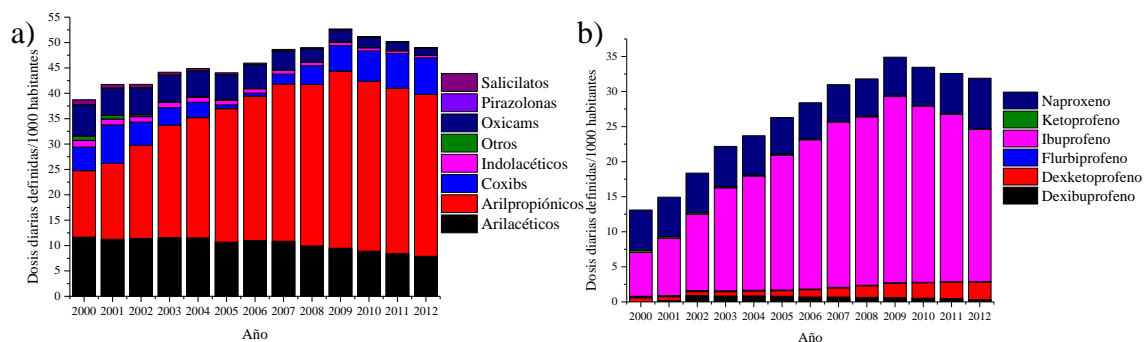 a)
Dosis diarias definidas/1000 habitantes
55
50
45
40
35
30
25
20
15
10
5
0
2000 2001 2002 2003 2004 2005 2006 2007 2008 2009 2010 2011 2012
Año
Salicilatos
Pirazolonas
Oxicams
Otros
Indolacéticos
Coxibs
Arilpropiónicos
Arilacéticos
b)
Dosis diarias definidas/1000 habitantes
35
30
25
20
15
10
5
0
2000 2001 2002 2003 2004 2005 2006 2007 2008 2009 2010 2011 2012
Año
Naproxeno
Ketoprofeno
Ibuprofeno
Flurbiprofeno
Dexketoprofeno
Dexibuprofeno